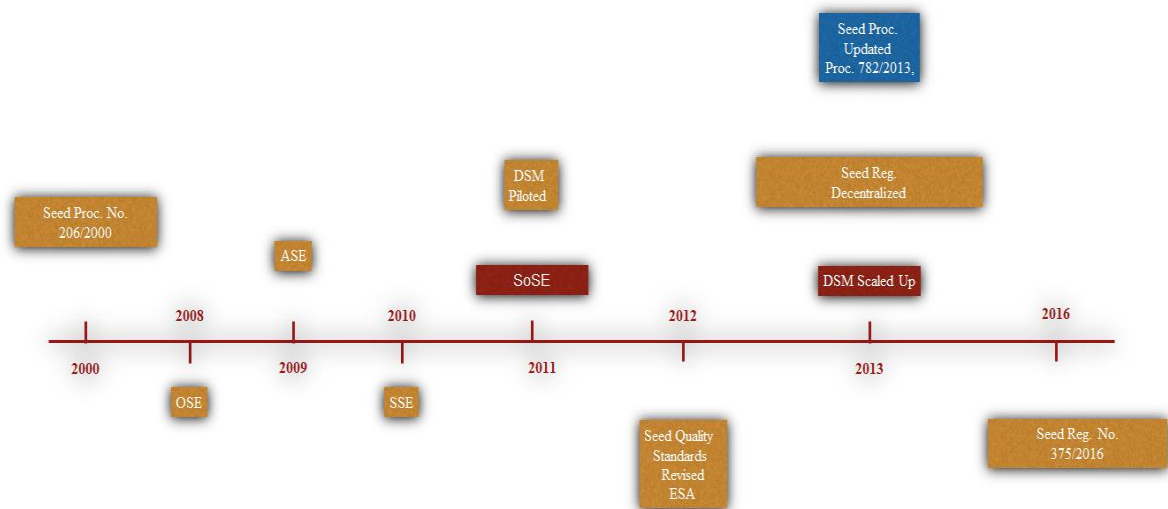 Seed Proc.
Updated
Proc. 782/2013,
DSM
Piloted
Seed Reg.
Decentralized
Seed Proc. No.
206/2000
ASE
SoSE
DSM Scaled Up
2008
2010
2012
2016
2000
2009
2011
2013
OSE
SSE
Seed Quality
Standards
Revised
ESA
Seed Reg. No.
375/2016